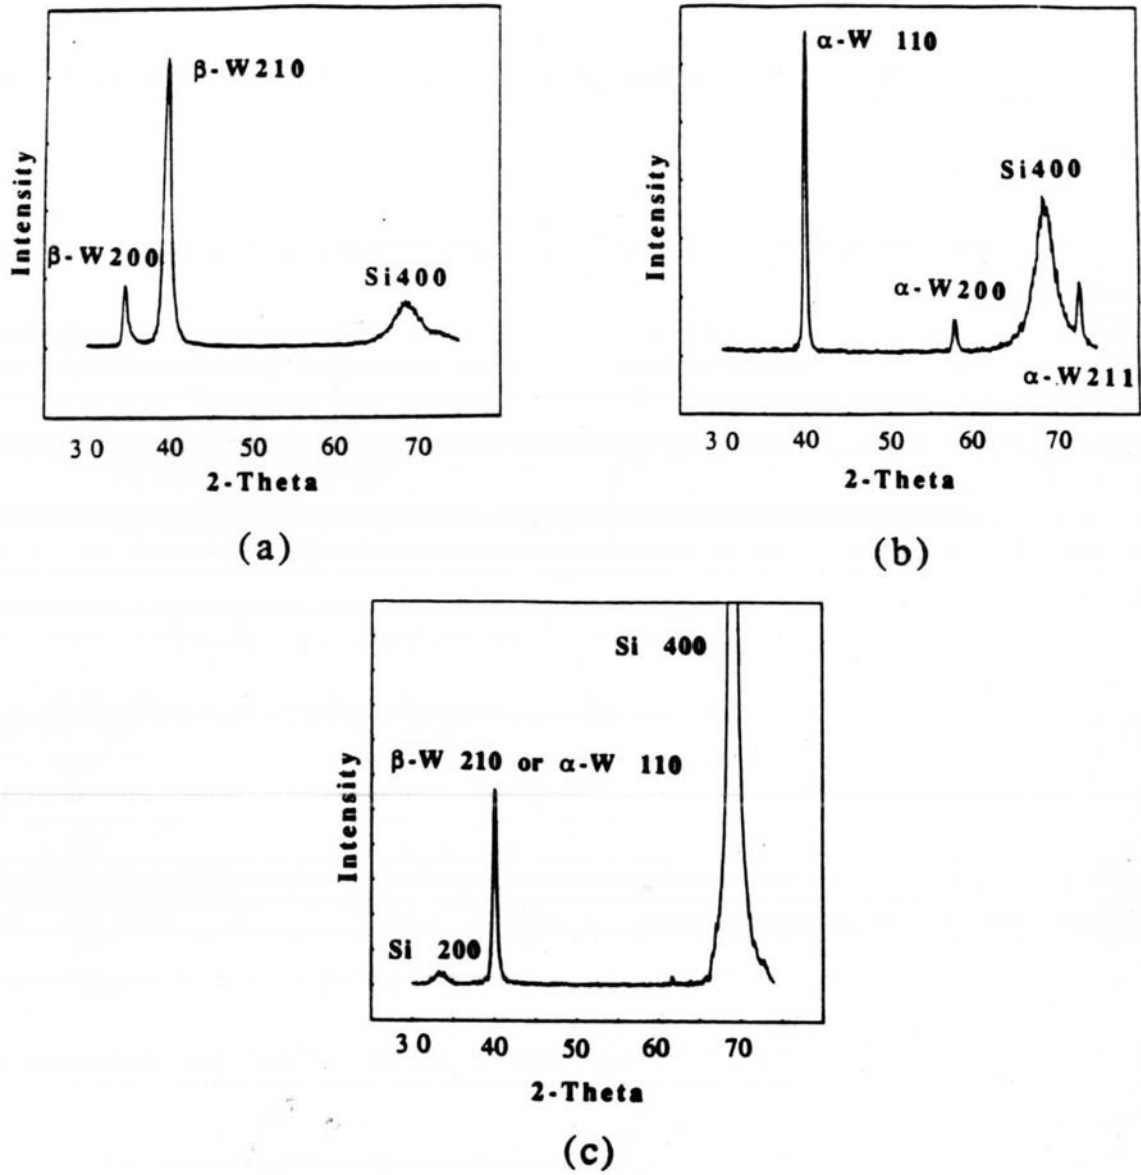 β-W210
β-W200
Si400
Intensity
30 40 50 60 70
2-Theta
(a)
α-W 110
Si400
α-W200
α-W211
Intensity
30 40 50 60 70
2-Theta
(b)
Si 400
β-W 210 or α-W 110
Si 200
Intensity
30 40 50 60 70
2-Theta
(c)